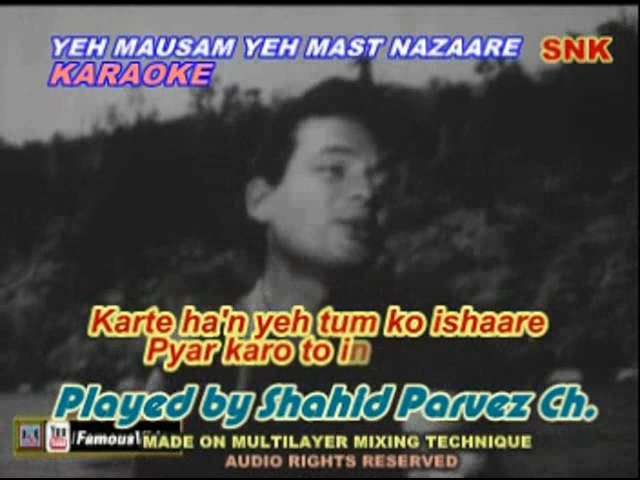 YEH MAUSAM YEH MAST NAZAARE SNK
KARAOKE
Karte ha'n yeh tum ko ishaare
Pyar karo to in
Played by Shahid Parvez Ch.
/Famous
MADE ON MULTILAYER MIXING TECHNIQUE
AUDIO RIGHTS RESERVED